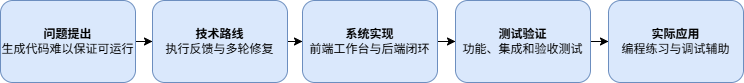 问题提出
生成代码难以保证可运行
技术路线
执行反馈与多轮修复
系统实现
前端工作台与后端闭环
测试验证
功能、集成和验收测试
实际应用
编程练习与调试辅助